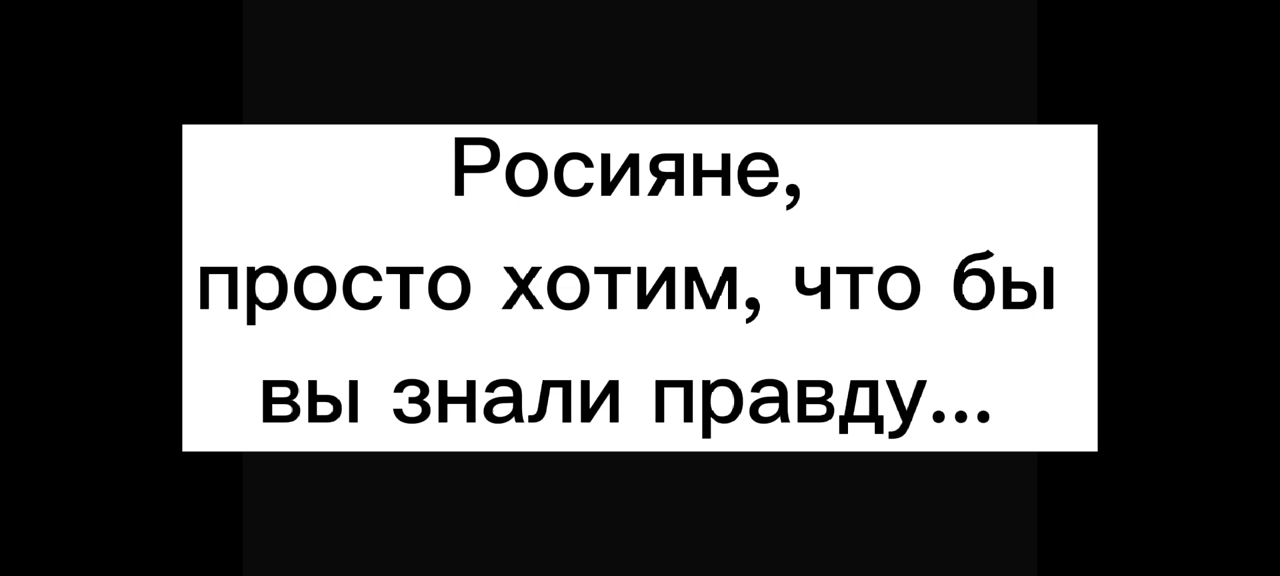 Росияне,
просто хотим, что бы
вы знали правду...